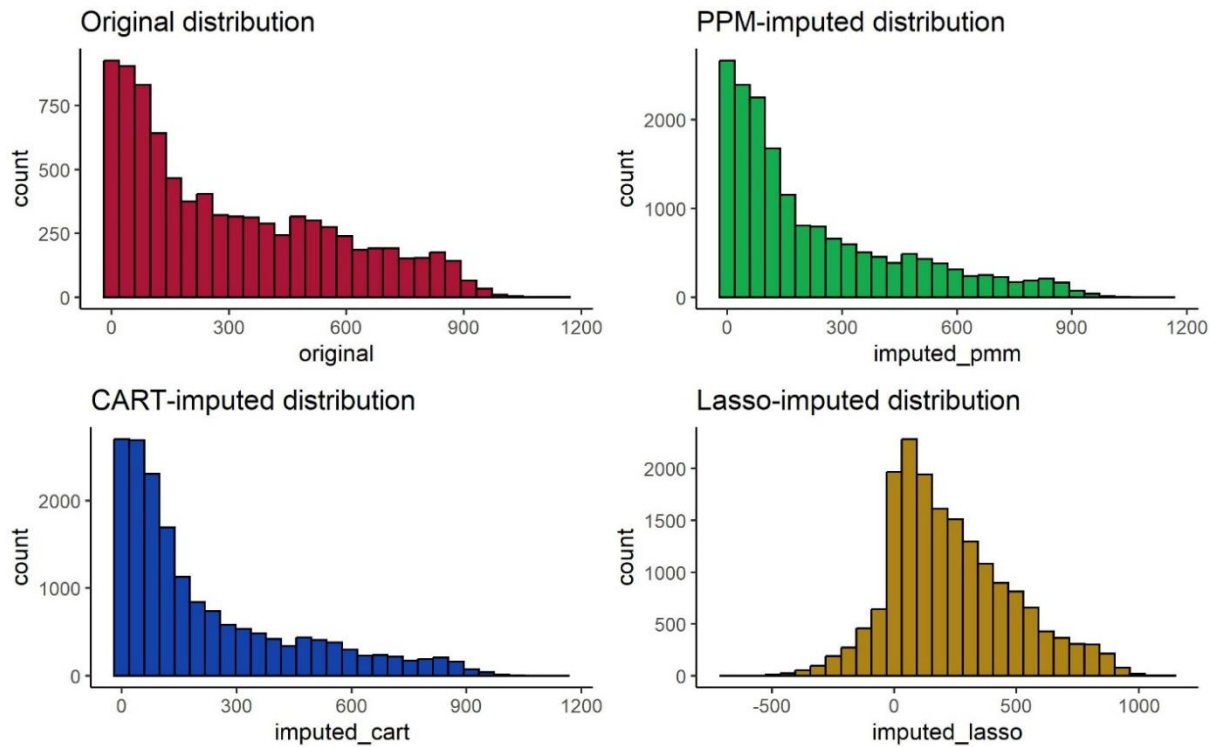 Original distribution
750
500
250
0
count
0 300 600 900 1200
original
PPM-imputed distribution
2000
1000
0
count
0 300 600 900 1200
imputed_pmm
CART-imputed distribution
2000
1000
0
count
0 300 600 900 1200
imputed_cart
Lasso-imputed distribution
2000
1500
1000
500
0
count
-500 0 500 1000
imputed_lasso